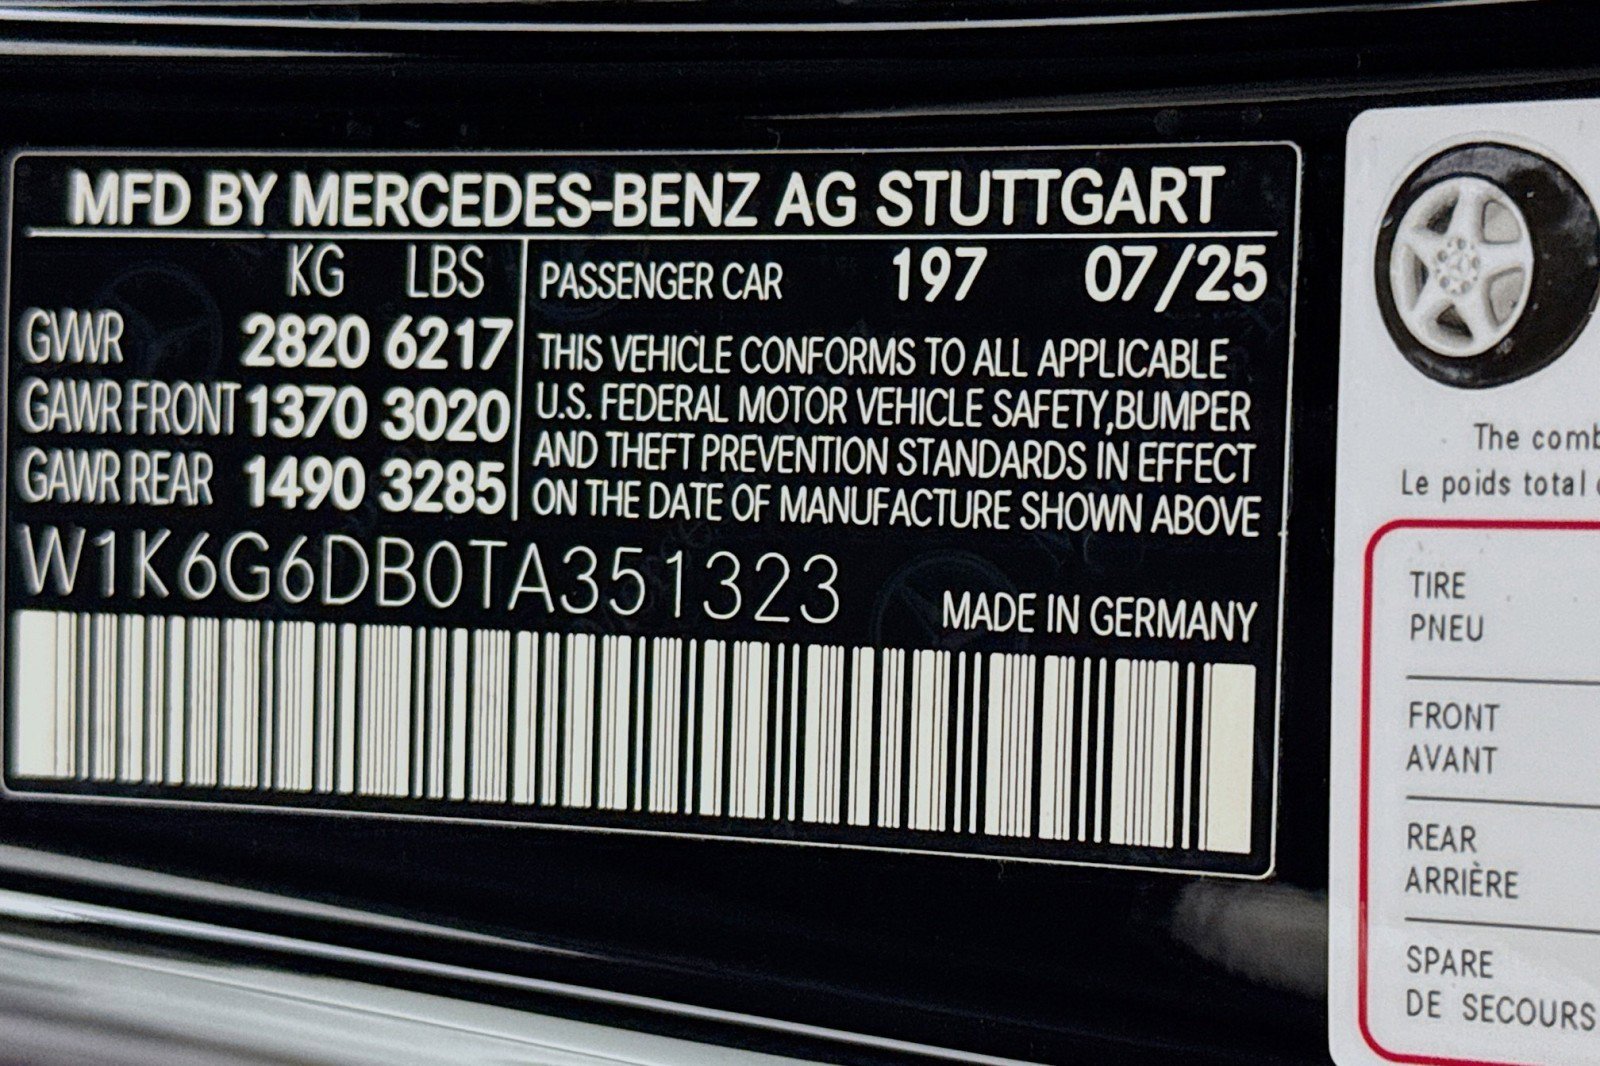 MFD BY MERCEDES-BENZ AG STUTTGART
KG LBS
GVWR 2820 6217
GAWR FRONT 1370 3020
GAWR REAR 1490 3285
PASSENGER CAR 197 07/25
THIS VEHICLE CONFORMS TO ALL APPLICABLE
U.S. FEDERAL MOTOR VEHICLE SAFETY,BUMPER
AND THEFT PREVENTION STANDARDS IN EFFECT
ON THE DATE OF MANUFACTURE SHOWN ABOVE
W1K6G6DB0TA351323
MADE IN GERMANY
The
Le poids total
TIRE
PNEU
FRONT
AVANT
REAR
ARRIÈRE
SPARE
DE SECOURS